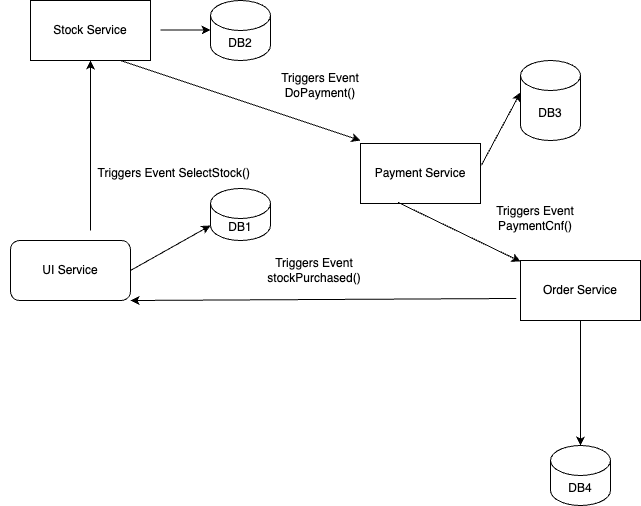 Stock Service
DB2
Triggers Event
DoPayment()
DB3
Triggers Event SelectStock()
Payment Service
DB1
Triggers Event
PaymentCnf()
UI Service
Triggers Event
stockPurchased()
Order Service
DB4